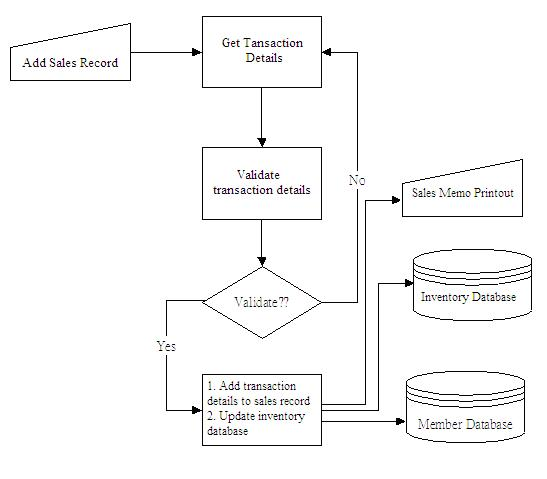 Add Sales Record
Get Tansaction
Details
Validate
transaction details
No
Sales Memo Printout
Validate??
Inventory Database
Yes
1. Add transaction
details to sales record
2. Update inventory
database
Member Database